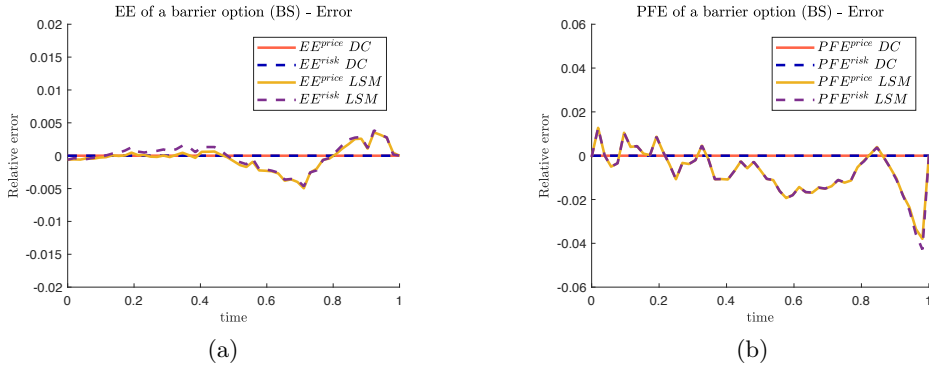 EE of a barrier option (BS) - Error
0.02
0.015
0.01
0.005
0
-0.005
-0.01
-0.015
-0.02
Relative error
EE^price DC
EE^risk DC
EE^price LSM
EE^risk LSM
0 0.2 0.4 0.6 0.8 1
time
(a)
PFE of a barrier option (BS) - Error
0.06
0.04
0.02
0
-0.02
-0.04
-0.06
Relative error
PFE^price DC
PFE^risk DC
PFE^price LSM
PFE^risk LSM
0 0.2 0.4 0.6 0.8 1
time
(b)